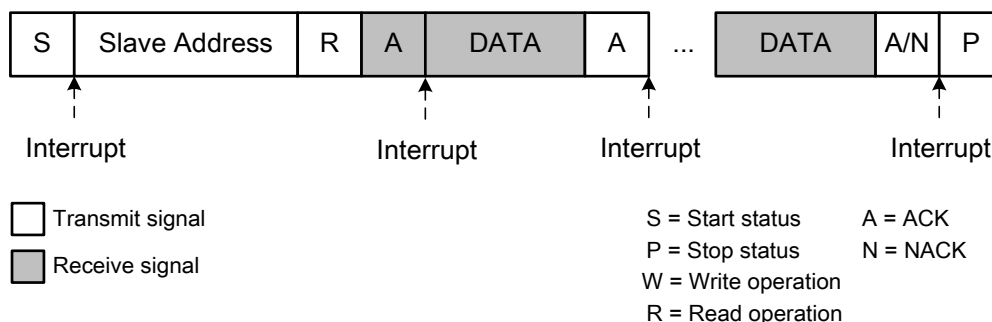 S Slave Address R A DATA A ... DATA A/N P
Interrupt Interrupt Interrupt Interrupt
Transmit signal
Receive signal
S = Start status A = ACK
P = Stop status N = NACK
W = Write operation
R = Read operation